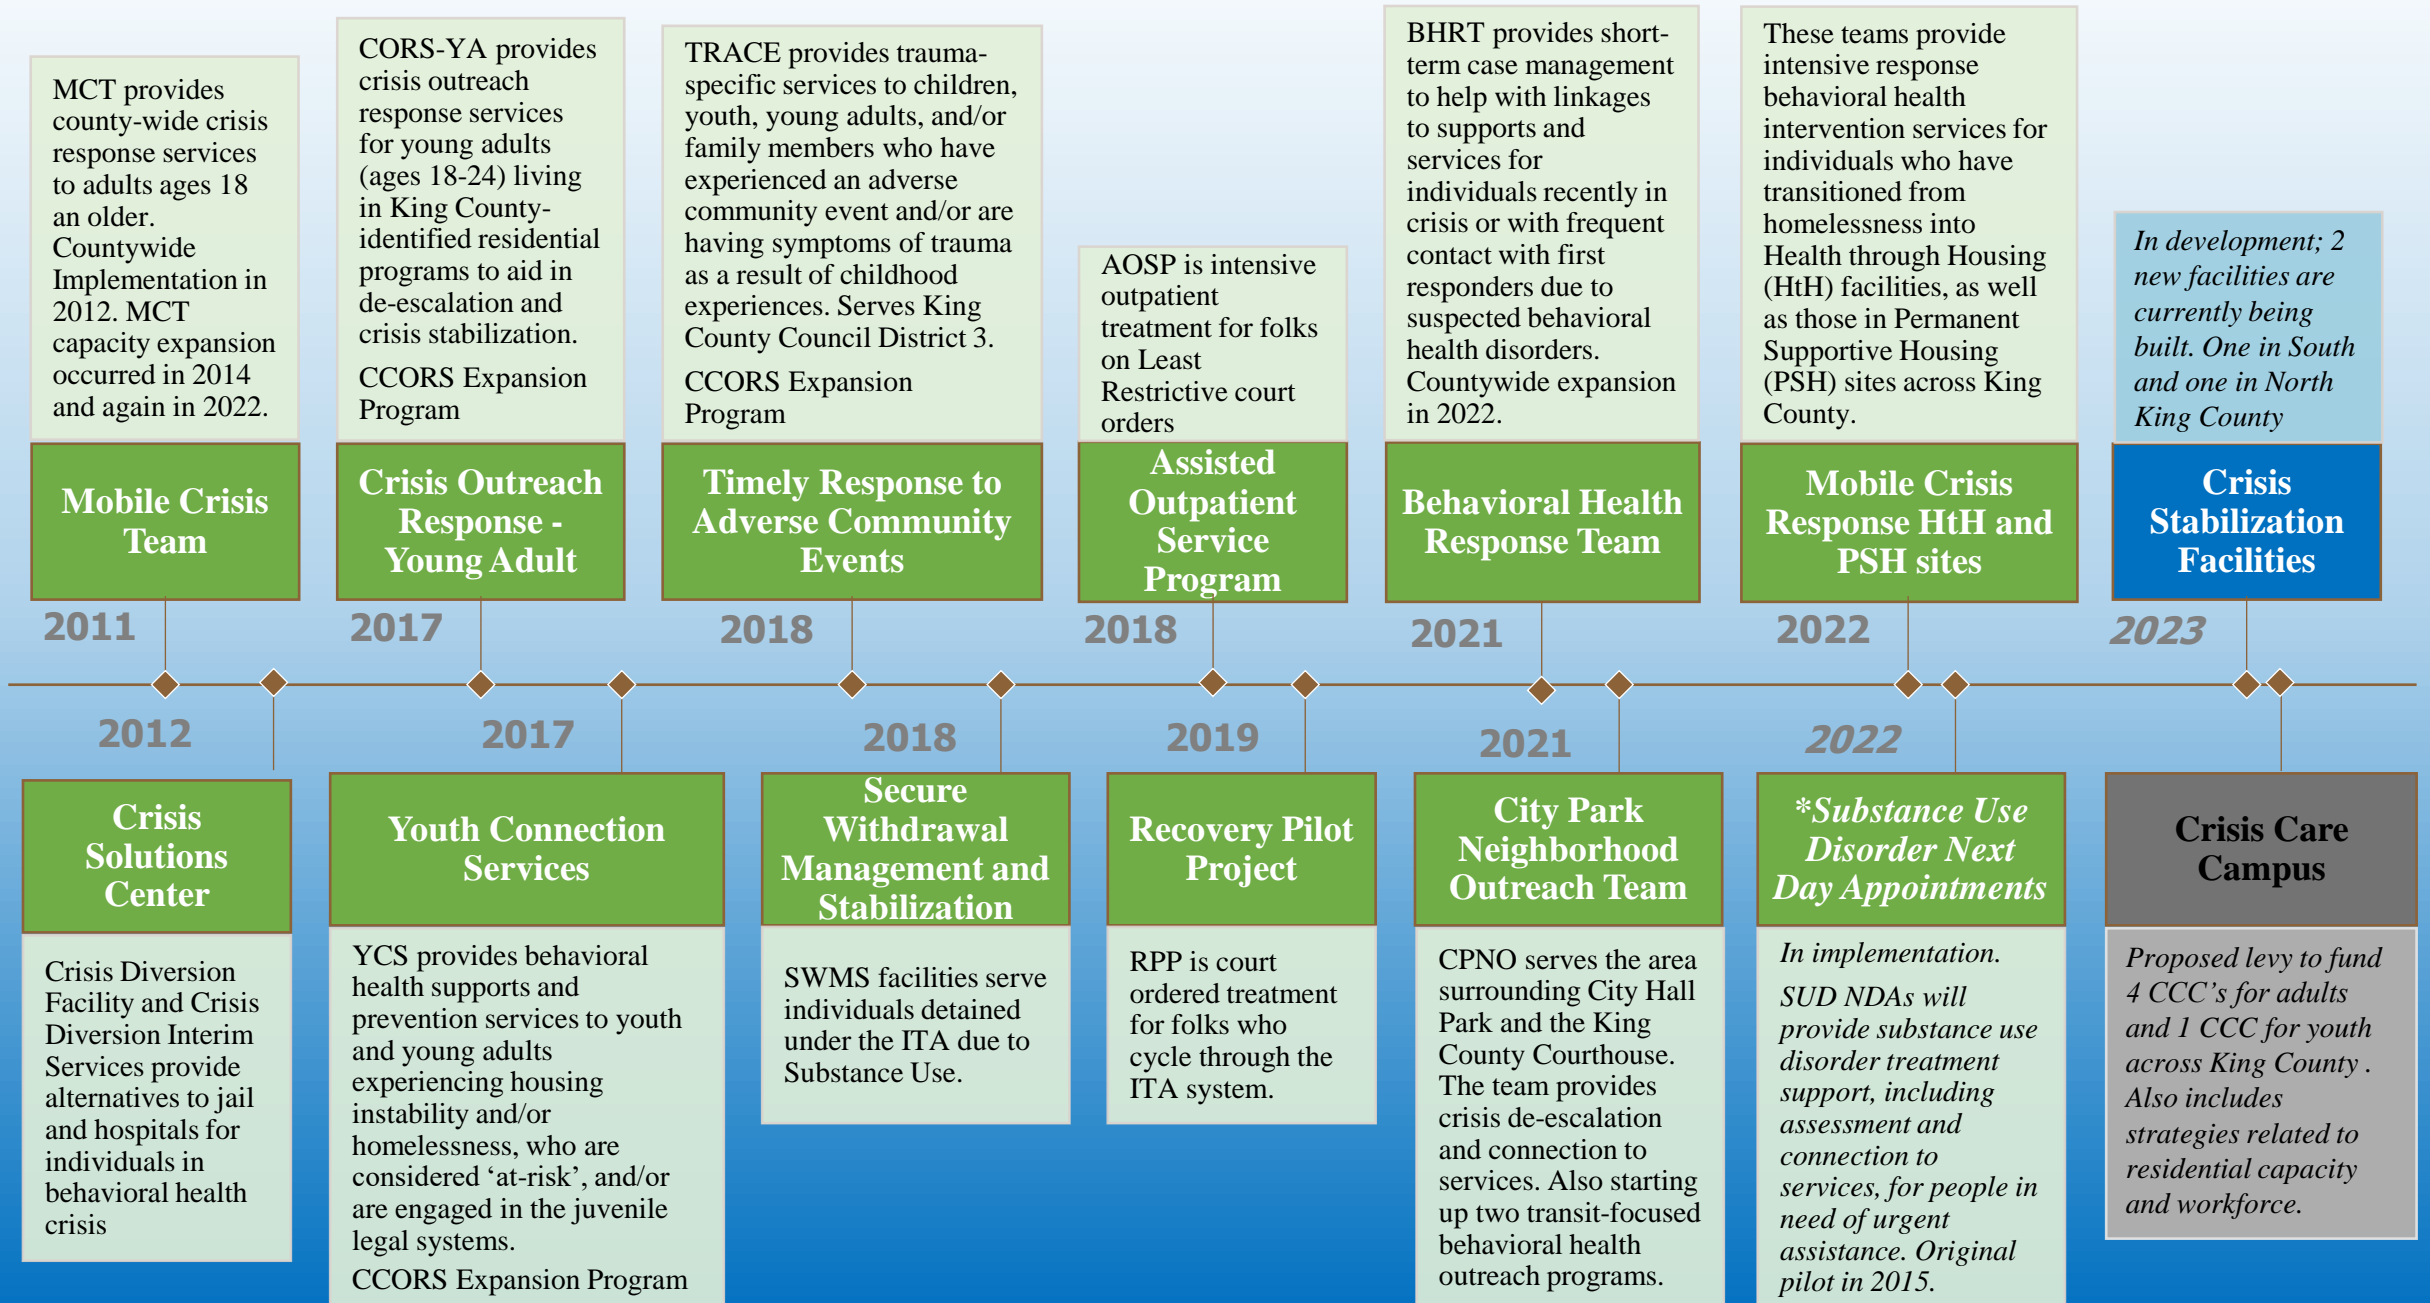 MCT provides
county-wide crisis
response services
to adults ages 18
an older.
Countywide
Implementation in
2012. MCT
capacity expansion
occurred in 2014
and again in 2022.
Mobile Crisis
Team
2011
CORS-YA provides
crisis outreach
response services
for young adults
(ages 18-24) living
in King County-
identified residential
programs to aid in
de-escalation and
crisis stabilization.
CCORS Expansion
Program
Crisis Outreach
Response -
Young Adult
2017
TRACE provides trauma-
specific services to children,
youth, young adults, and/or
family members who have
experienced an adverse
community event and/or are
having symptoms of trauma
as a result of childhood
experiences. Serves King
County Council District 3.
CCORS Expansion
Program
Timely Response to
Adverse Community
Events
2018
AOSP is intensive
outpatient
treatment for folks
on Least
Restrictive court
orders
Assisted
Outpatient
Service
Program
2018
BHRT provides short-
term case management
to help with linkages
to supports and
services for
individuals recently in
crisis or with frequent
contact with first
responders due to
suspected behavioral
health disorders.
Countywide expansion
in 2022.
Behavioral Health
Response Team
2021
These teams provide
intensive response
behavioral health
intervention services for
individuals who have
transitioned from
homelessness into
Health through Housing
(HtH) facilities, as well
as those in Permanent
Supportive Housing
(PSH) sites across King
County.
Mobile Crisis
Response HtH and
PSH sites
2022
In development; 2
new facilities are
currently being
built. One in South
and one in North
King County
Crisis
Stabilization
Facilities
2023
2012
Crisis
Solutions
Center
Crisis Diversion
Facility and Crisis
Diversion Interim
Services provide
alternatives to jail
and hospitals for
individuals in
behavioral health
crisis
2017
Youth Connection
Services
YCS provides behavioral
health supports and
prevention services to youth
and young adults
experiencing housing
instability and/or
homelessness, who are
considered ‘at-risk’, and/or
are engaged in the juvenile
legal systems.
CCORS Expansion Program
2018
Secure
Withdrawal
Management and
Stabilization
SWMS facilities serve
individuals detained
under the ITA due to
Substance Use.
2019
Recovery Pilot
Project
RPP is court
ordered treatment
for folks who
cycle through the
ITA system.
2021
City Park
Neighborhood
Outreach Team
CPNO serves the area
surrounding City Hall
Park and the King
County Courthouse.
The team provides
crisis de-escalation
and connection to
services. Also starting
up two transit-focused
behavioral health
outreach programs.
2022
*Substance Use
Disorder Next
Day Appointments
In implementation.
SUD NDAs will
provide substance use
disorder treatment
support, including
assessment and
connection to
services, for people in
need of urgent
assistance. Original
pilot in 2015.
Crisis Care
Campus
Proposed levy to fund
4 CCC’s for adults
and 1 CCC for youth
across King County .
Also includes
strategies related to
residential capacity
and workforce.